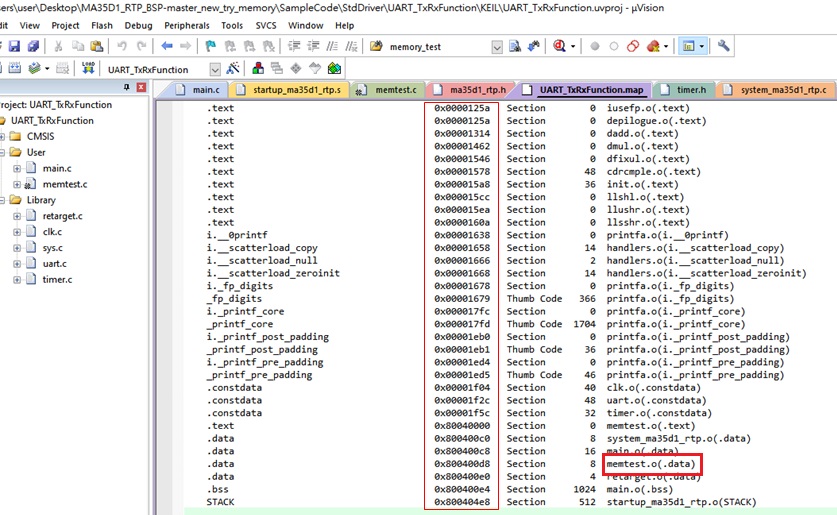 sers\user\Desktop\MA35D1_RTP_BSP-master_new_try_memory\SampleCode\StdDriver\UART_TxRxFunction\KEIL\UART_TxRxFunction.uvproj - µVision
dit View Project Flash Debug Peripherals Tools SVCS Window Help
memory_test
LOAD UART_TxRxFunction
main.c startup_ma35d1_rtp.s memtest.c ma35d1_rtp.h UART_TxRxFunction.map timer.h system_ma35d1_rtp.c
roject: UART_TxRxFunction
UART_TxRxFunction
CMSIS
User
main.c
memtest.c
Library
retarget.c
clk.c
sys.c
uart.c
timer.c
.text 0x0000125a Section 0 iusefp.o(.text)
.text 0x0000125a Section 0 depilogue.o(.text)
.text 0x00001314 Section 0 dadd.o(.text)
.text 0x00001462 Section 0 dmul.o(.text)
.text 0x00001546 Section 0 dfixul.o(.text)
.text 0x00001578 Section 48 cdrcmple.o(.text)
.text 0x000015a8 Section 36 init.o(.text)
.text 0x000015cc Section 0 llshl.o(.text)
.text 0x000015ea Section 0 llushr.o(.text)
.text 0x0000160a Section 0 llsshr.o(.text)
i.__0printf 0x00001638 Section 0 printfa.o(i.__0printf)
i.__scatterload_copy 0x00001658 Section 14 handlers.o(i.__scatterload_copy)
i.__scatterload_null 0x00001666 Section 2 handlers.o(i.__scatterload_null)
i.__scatterload_zeroinit 0x00001668 Section 14 handlers.o(i.__scatterload_zeroinit)
i._fp_digits 0x00001678 Section 0 printfa.o(i._fp_digits)
_fp_digits 0x00001679 Thumb Code 366 printfa.o(i._fp_digits)
i._printf_core 0x000017fc Section 0 printfa.o(i._printf_core)
_printf_core 0x000017fd Thumb Code 1704 printfa.o(i._printf_core)
i._printf_post_padding 0x00001eb0 Section 0 printfa.o(i._printf_post_padding)
_printf_post_padding 0x00001eb1 Thumb Code 36 printfa.o(i._printf_post_padding)
i._printf_pre_padding 0x00001ed4 Section 0 printfa.o(i._printf_pre_padding)
_printf_pre_padding 0x00001ed5 Thumb Code 46 printfa.o(i._printf_pre_padding)
.constdata 0x00001f04 Section 40 clk.o(.constdata)
.constdata 0x00001f2c Section 48 uart.o(.constdata)
.constdata 0x00001f5c Section 32 timer.o(.constdata)
.text 0x80040000 Section 0 memtest.o(.text)
.data 0x800400c0 Section 8 system_ma35d1_rtp.o(.data)
.data 0x800400c8 Section 16 main.o(.data)
.data 0x800400d8 Section 8 memtest.o(.data)
.data 0x800400e0 Section 4 retarget.o(.data)
.bss 0x800400e4 Section 1024 main.o(.bss)
STACK 0x800404e8 Section 512 startup_ma35d1_rtp.o(STACK)